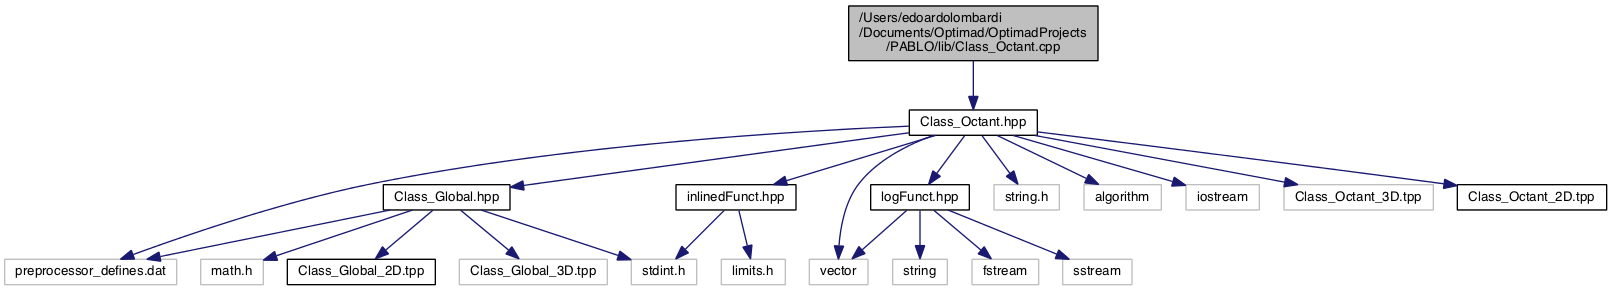 /Users/edoardolombardi
/Documents/Optimad/OptimadProjects
/PABLO/lib/Class_Octant.cpp
Class_Octant.hpp
Class_Global.hpp
inlinedFunct.hpp
logFunct.hpp
string.h
algorithm
iostream
Class_Octant_3D.tpp
Class_Octant_2D.tpp
preprocessor_defines.dat
math.h
Class_Global_2D.tpp
Class_Global_3D.tpp
stdint.h
limits.h
vector
string
fstream
sstream